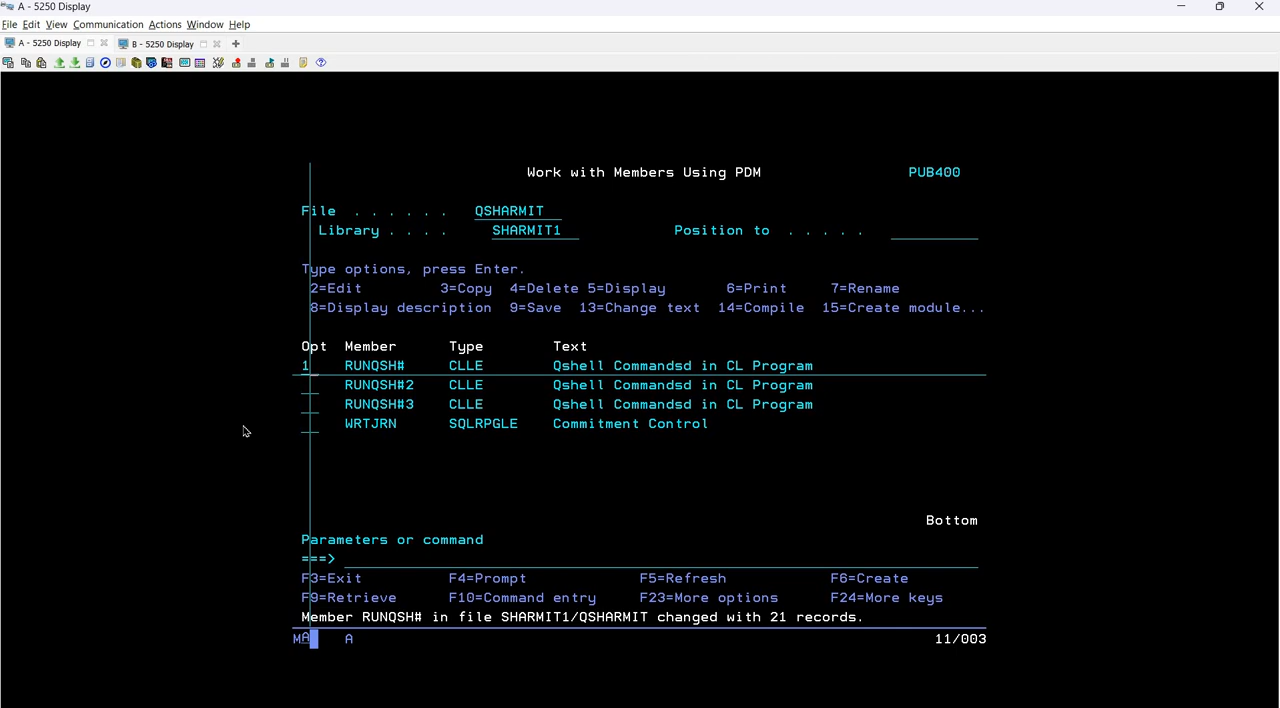 A - 5250 Display
File Edit View Communication Actions Window Help
A - 5250 Display B - 5250 Display
Work with Members Using PDM PUB400
File . . . . . . QSHARMIT
Library . . . . SHARMIT1 Position to . . . . .
Type options, press Enter.
2=Edit 3=Copy 4=Delete 5=Display 6=Print 7=Rename
8=Display description 9=Save 13=Change text 14=Compile 15=Create module...
Opt Member Type Text
1 RUNQSH# CLLE Qshell Commandsd in CL Program
RUNQSH#2 CLLE Qshell Commandsd in CL Program
RUNQSH#3 CLLE Qshell Commandsd in CL Program
WRTJRN SQLRPGLE Commitment Control
Bottom
Parameters or command
===>
F3=Exit F4=Prompt F5=Refresh F6=Create
F9=Retrieve F10=Command entry F23=More options F24=More keys
Member RUNQSH# in file SHARMIT1/QSHARMIT changed with 21 records.
MA A 11/003